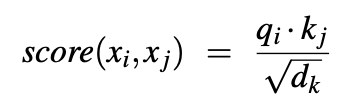 score(xᵢ,xⱼ) = qᵢ · kⱼ / √dₖ